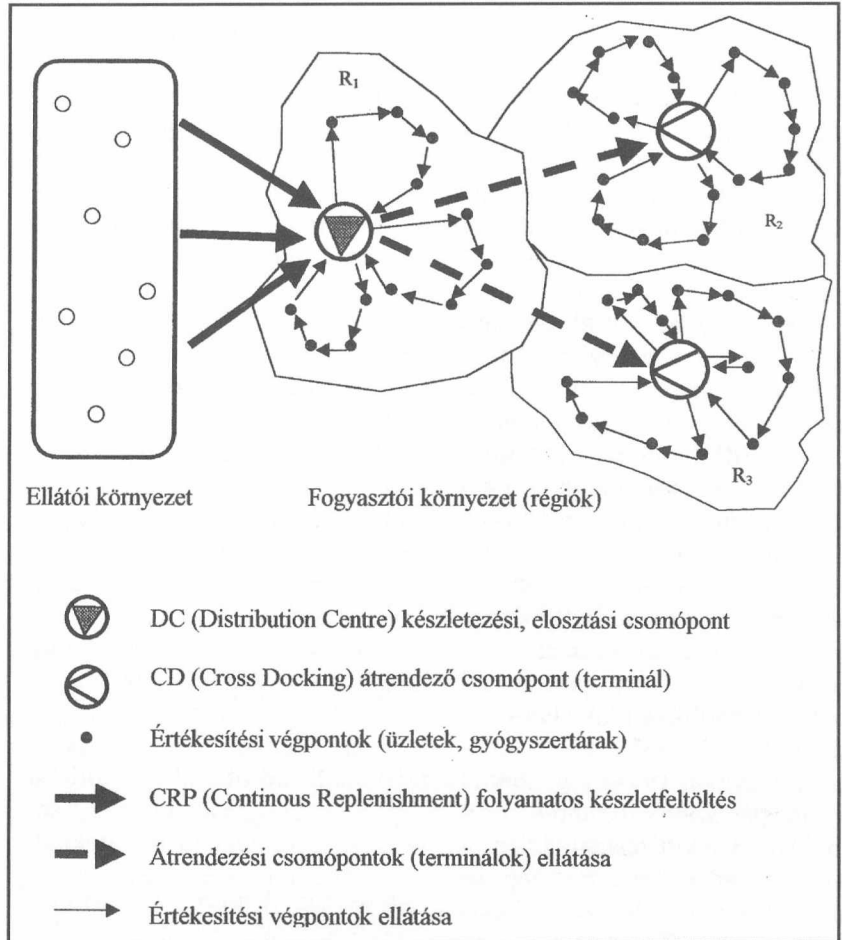 R1
R2
R3
Ellátói környezet
Fogyasztói környezet (régiók)
DC (Distribution Centre) készletezési, elosztási csomópont
CD (Cross Docking) átrendező csomópont (terminál)
Értékesítési végpontok (üzletek, gyógyszertárak)
CRP (Continous Replenishment) folyamatos készletfeltöltés
Átrendezési csomópontok (terminálok) ellátása
Értékesítési végpontok ellátása